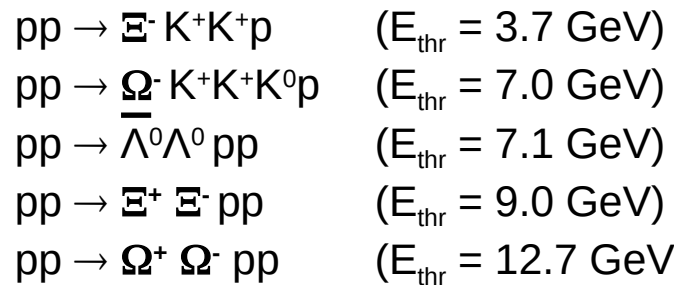 pp → Ξ⁻ K⁺K⁺p (E_thr = 3.7 GeV)
pp → Ω⁻ K⁺K⁺K⁰p (E_thr = 7.0 GeV)
pp → Λ̅⁰Λ⁰ pp (E_thr = 7.1 GeV)
pp → Ξ⁺ Ξ⁻ pp (E_thr = 9.0 GeV)
pp → Ω⁺ Ω⁻ pp (E_thr = 12.7 GeV